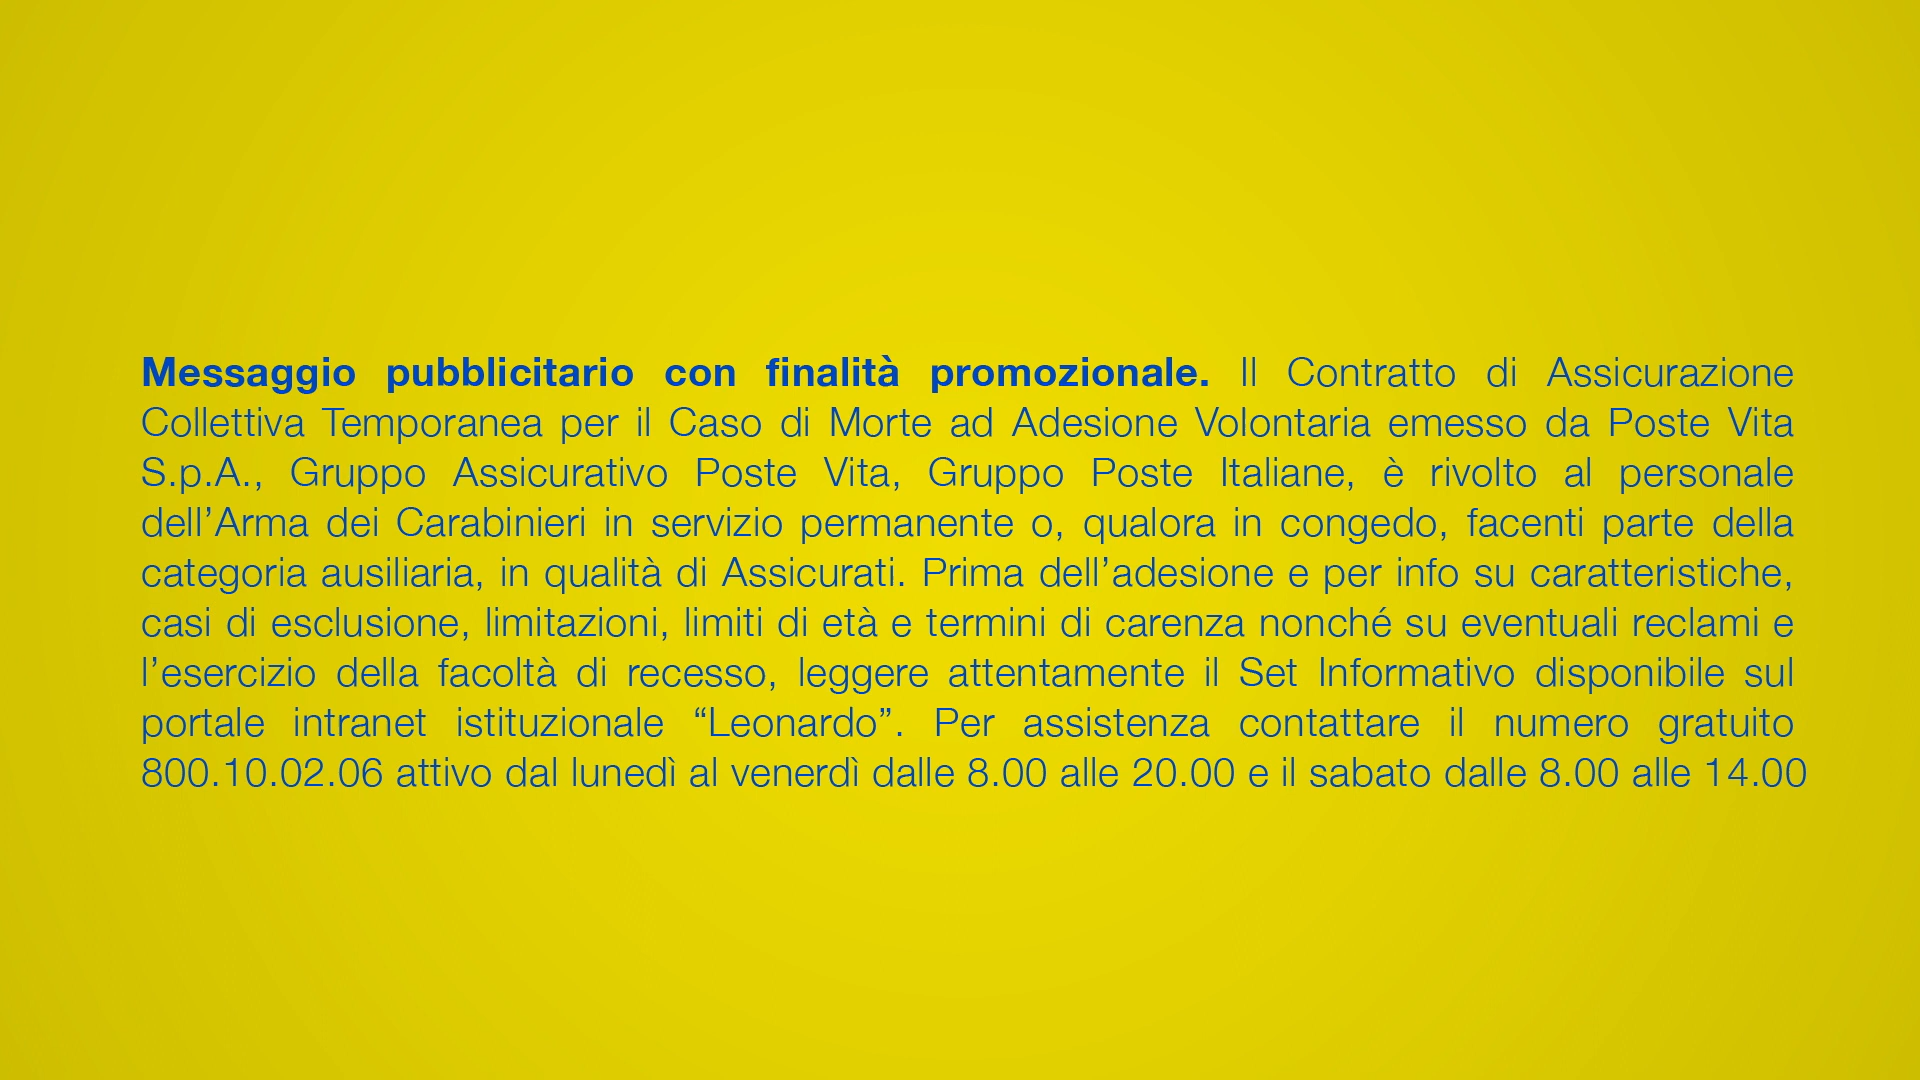 Messaggio pubblicitario con finalità promozionale. Il Contratto di Assicurazione
Collettiva Temporanea per il Caso di Morte ad Adesione Volontaria emesso da Poste Vita
S.p.A., Gruppo Assicurativo Poste Vita, Gruppo Poste Italiane, è rivolto al personale
dell’Arma dei Carabinieri in servizio permanente o, qualora in congedo, facenti parte della
categoria ausiliaria, in qualità di Assicurati. Prima dell’adesione e per info su caratteristiche,
casi di esclusione, limitazioni, limiti di età e termini di carenza nonché su eventuali reclami e
l’esercizio della facoltà di recesso, leggere attentamente il Set Informativo disponibile sul
portale intranet istituzionale “Leonardo”. Per assistenza contattare il numero gratuito
800.10.02.06 attivo dal lunedì al venerdì dalle 8.00 alle 20.00 e il sabato dalle 8.00 alle 14.00